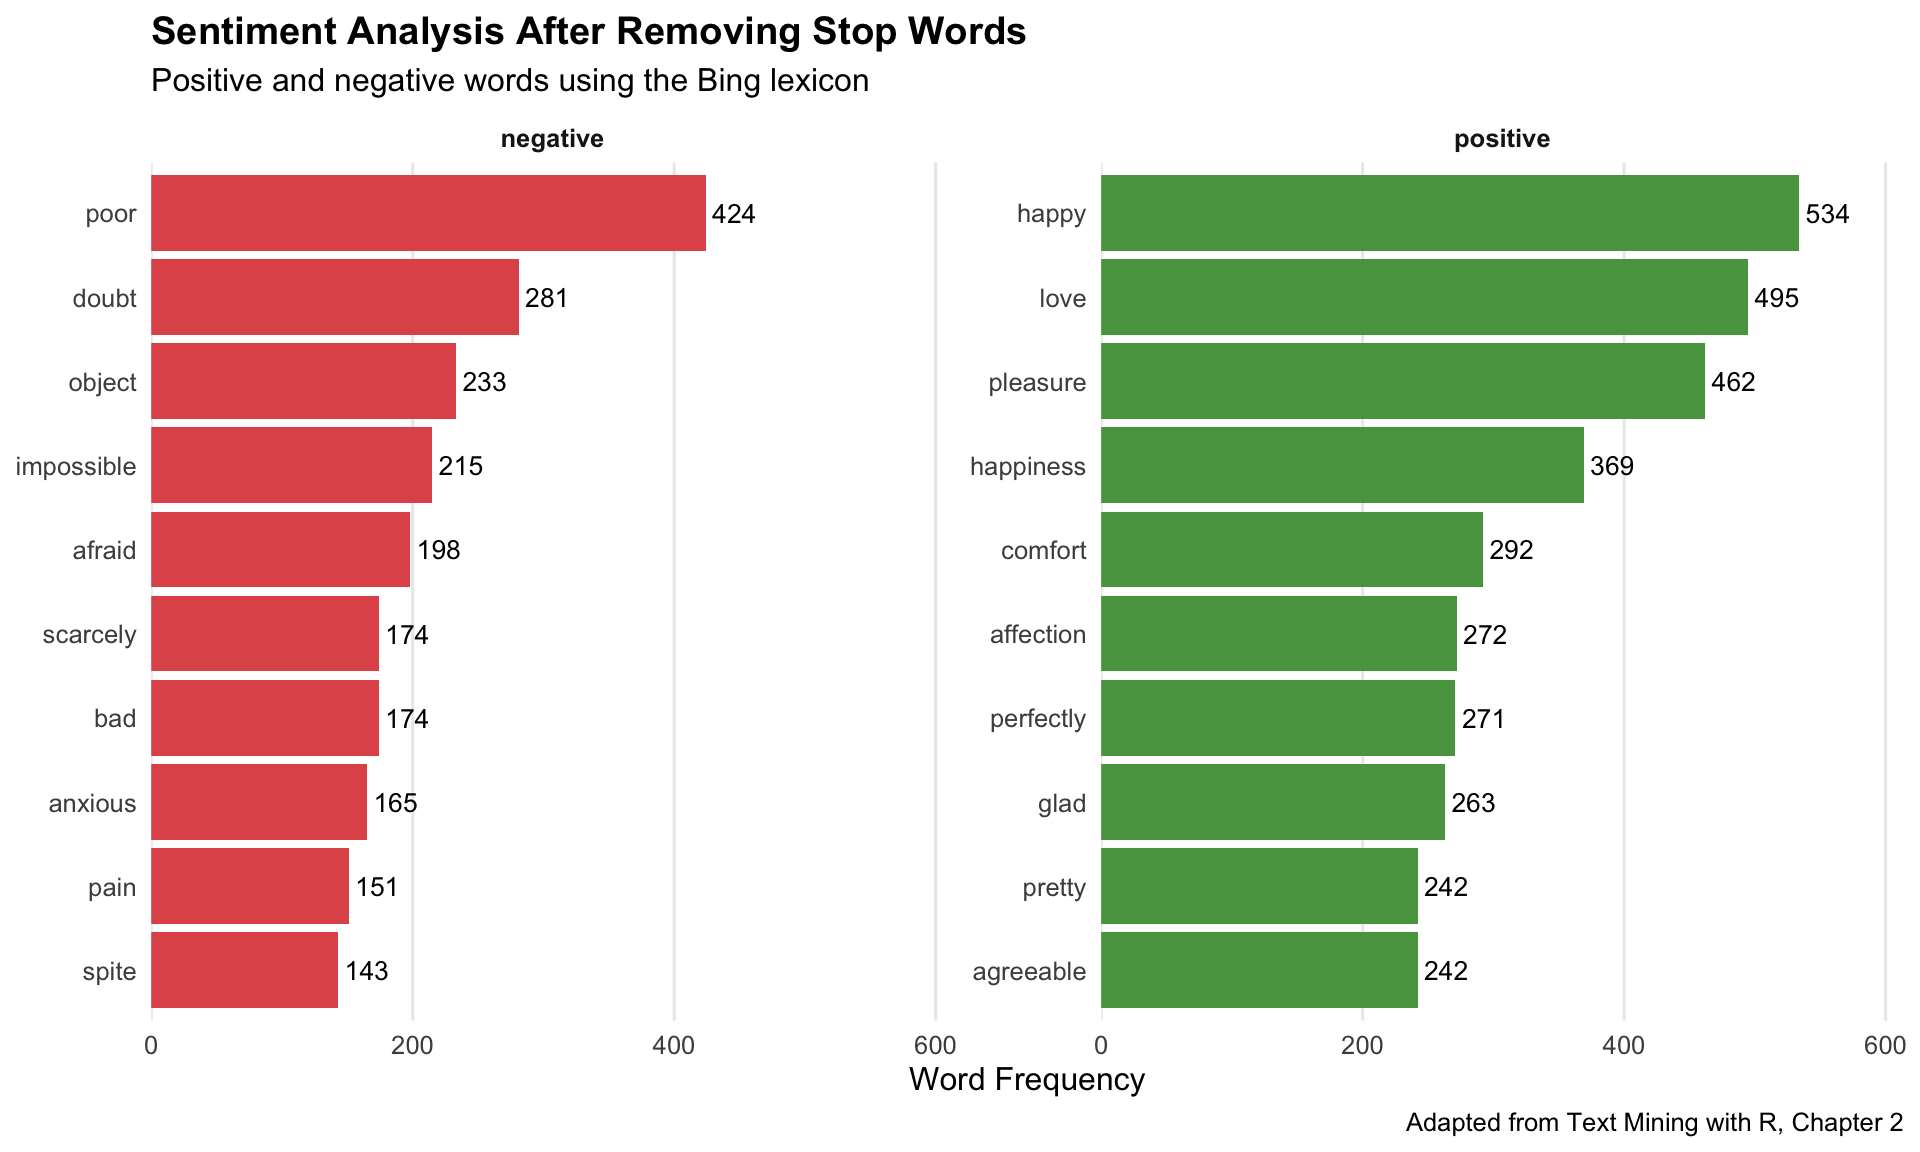 Sentiment Analysis After Removing Stop Words
Positive and negative words using the Bing lexicon
negative
poor 424
doubt 281
object 233
impossible 215
afraid 198
scarcely 174
bad 174
anxious 165
pain 151
spite 143
0 200 400 600
positive
happy 534
love 495
pleasure 462
happiness 369
comfort 292
affection 272
perfectly 271
glad 263
pretty 242
agreeable 242
0 200 400 600
Word Frequency
Adapted from Text Mining with R, Chapter 2